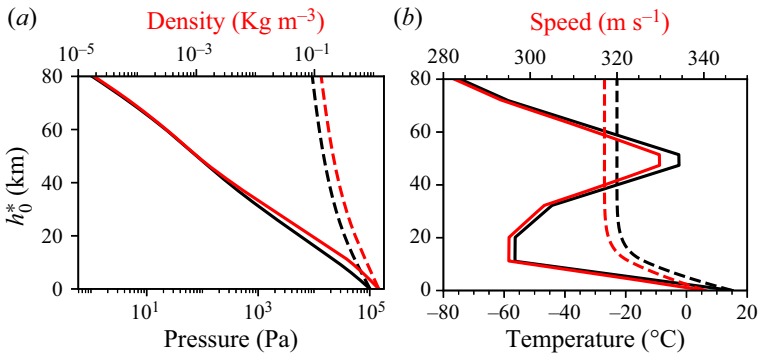 (a) Density (Kg m⁻³)
10⁻⁵ 10⁻³ 10⁻¹
80
60
40
20
0
h₀* (km)
10¹ 10³ 10⁵
Pressure (Pa)
(b) Speed (m s⁻¹)
280 300 320 340
80
60
40
20
0
−80 −60 −40 −20 0 20
Temperature (°C)